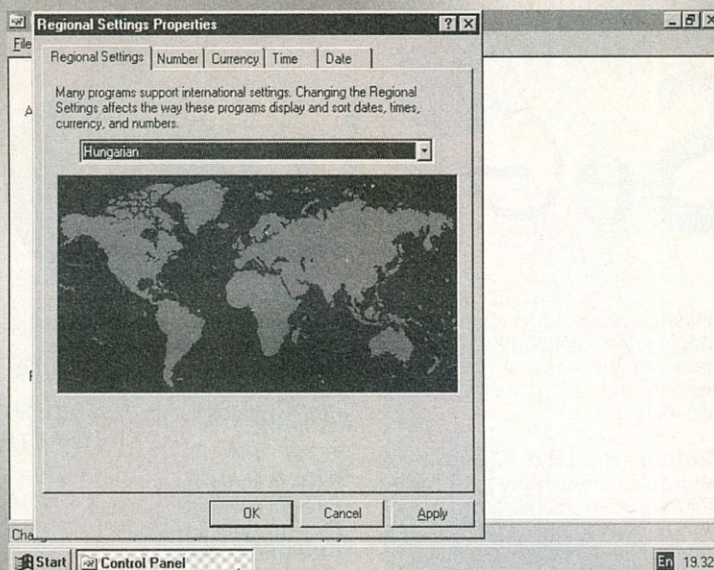 Regional Settings Properties
File
Regional Settings
Number
Currency
Time
Date
Many programs support international settings. Changing the Regional
Settings affects the way these programs display and sort dates, times,
currency, and numbers.
Hungarian
OK
Cancel
Apply
Start
Control Panel
En
19.32